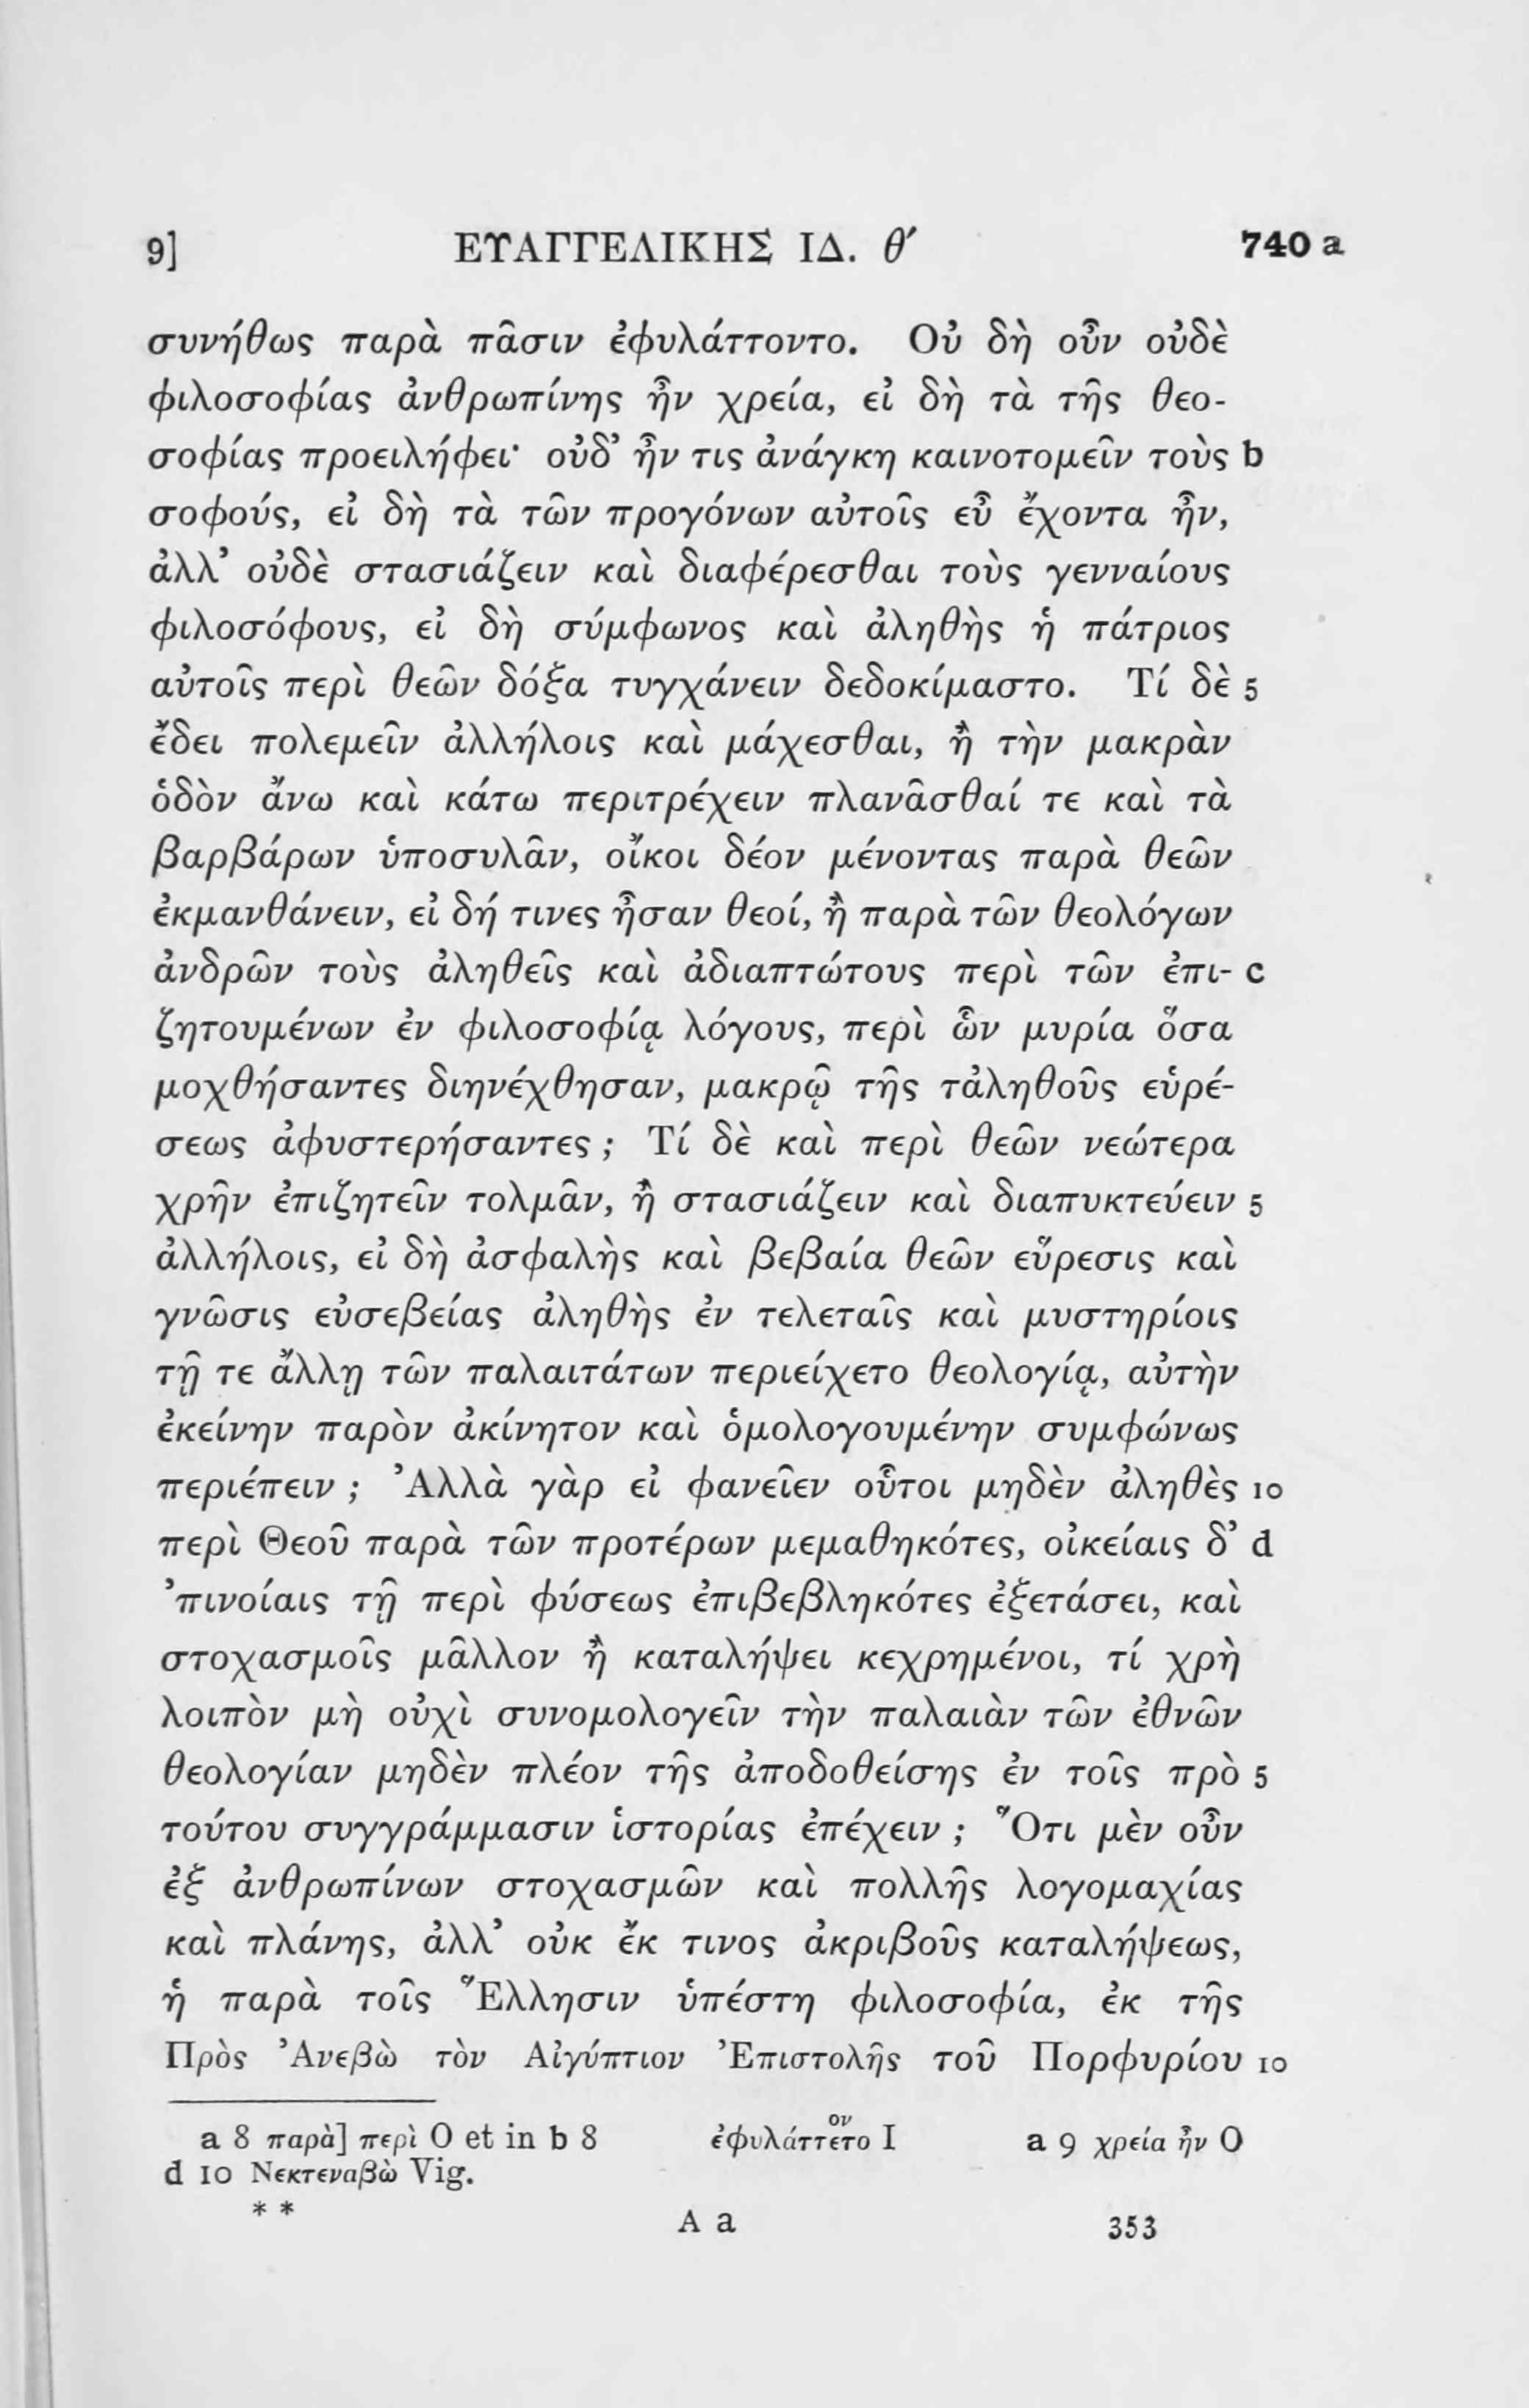 9] ΕΥΑΓΓΕΛΙΚΗΣ ΙΔ. θ′ 740 a
συνήθως παρὰ πᾶσιν ἐφυλάττοντο. Οὐ δὴ οὖν οὐδὲ
φιλοσοφίας ἀνθρωπίνης ἦν χρεία, εἰ δὴ τὰ τῆς θεο-
σοφίας προειλήφει· οὐδ’ ἦν τις ἀνάγκη καινοτομεῖν τοὺς b
σοφούς, εἰ δὴ τὰ τῶν προγόνων αὐτοῖς εὖ ἔχοντα ἦν,
ἀλλ’ οὐδὲ στασιάζειν καὶ διαφέρεσθαι τοὺς γενναίους
φιλοσόφους, εἰ δὴ σύμφωνος καὶ ἀληθὴς ἡ πάτριος
αὐτοῖς περὶ θεῶν δόξα τυγχάνειν δεδοκίμαστο. Τί δὲ 5
ἔδει πολεμεῖν ἀλλήλοις καὶ μάχεσθαι, ἢ τὴν μακρὰν
ὁδὸν ἄνω καὶ κάτω περιτρέχειν πλανᾶσθαί τε καὶ τὰ
βαρβάρων ὑποσυλᾶν, οἴκοι δέον μένοντας παρὰ θεῶν
ἐκμανθάνειν, εἰ δή τινες ἦσαν θεοί, ἢ παρὰ τῶν θεολόγων
ἀνδρῶν τοὺς ἀληθεῖς καὶ ἀδιαπτώτους περὶ τῶν ἐπι- c
ζητουμένων ἐν φιλοσοφίᾳ λόγους, περὶ ὧν μυρία ὅσα
μοχθήσαντες διηνέχθησαν, μακρῷ τῆς τἀληθοῦς εὑρέ-
σεως ἀφυστερήσαντες; Τί δὲ καὶ περὶ θεῶν νεώτερα
χρῆν ἐπιζητεῖν τολμᾶν, ἢ στασιάζειν καὶ διαπυκτεύειν 5
ἀλλήλοις, εἰ δὴ ἀσφαλὴς καὶ βεβαία θεῶν εὕρεσις καὶ
γνῶσις εὐσεβείας ἀληθὴς ἐν τελεταῖς καὶ μυστηρίοις
τῇ τε ἄλλῃ τῶν παλαιτάτων περιείχετο θεολογίᾳ, αὐτὴν
ἐκείνην παρὸν ἀκίνητον καὶ ὁμολογουμένην συμφώνως
περιέπειν; Ἀλλὰ γὰρ εἰ φανεῖεν οὗτοι μηδὲν ἀληθὲς 10
περὶ Θεοῦ παρὰ τῶν προτέρων μεμαθηκότες, οἰκείαις δ’ d
’πινοίαις τῇ περὶ φύσεως ἐπιβεβληκότες ἐξετάσει, καὶ
στοχασμοῖς μᾶλλον ἢ καταλήψει κεχρημένοι, τί χρὴ
λοιπὸν μὴ οὐχὶ συνομολογεῖν τὴν παλαιὰν τῶν ἐθνῶν
θεολογίαν μηδὲν πλέον τῆς ἀποδοθείσης ἐν τοῖς πρὸ 5
τούτου συγγράμμασιν ἱστορίας ἐπέχειν; Ὅτι μὲν οὖν
ἐξ ἀνθρωπίνων στοχασμῶν καὶ πολλῆς λογομαχίας
καὶ πλάνης, ἀλλ’ οὐκ ἔκ τινος ἀκριβοῦς καταλήψεως,
ἡ παρὰ τοῖς Ἕλλησιν ὑπέστη φιλοσοφία, ἐκ τῆς
Πρὸς Ἀνεβὼ τὸν Αἰγύπτιον Ἐπιστολῆς τοῦ Πορφυρίου 10
a 8 παρὰ] περὶ O et in b 8 ἐφυλάττετοον I a 9 χρεία ἦν O
d 10 Νεκτεναβὼ Vig.
* * A a 353